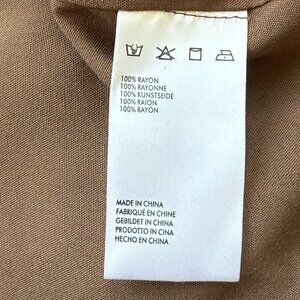 100% RAYON
100% RAYONNE
100% KUNSTSEIDE
100% RAION
100% RAYÓN
MADE IN CHINA
FABRIQUÉ EN CHINE
GEBILDET IN CHINA
PRODOTTO IN CINA
HECHO EN CHINA